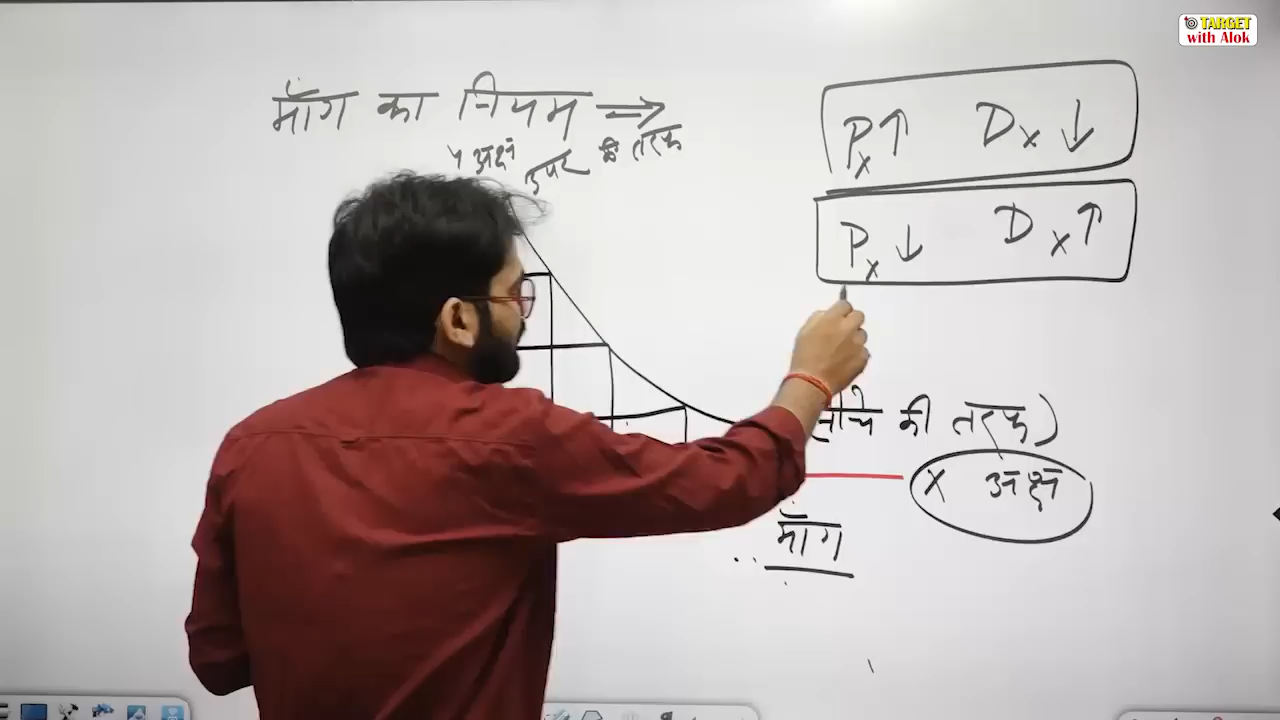 TARGET
with Alok
माँग का नियम ⇒
Y अक्ष ऊपर की तरफ
Px↑ Dx↓
Px↓ Dx↑
की तरफ)
X अक्ष
माँग